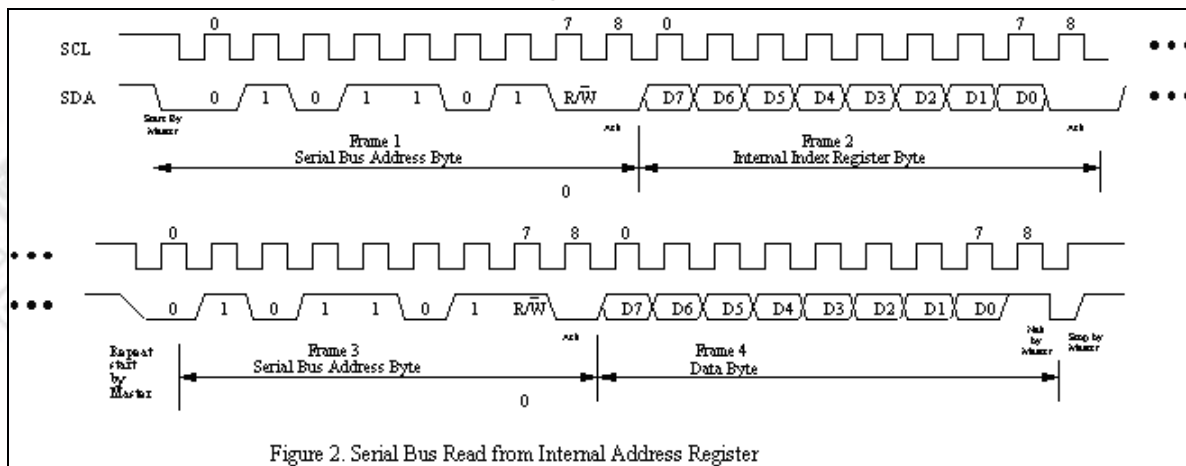 0 7 8 0 7 8
SCL
SDA 0 1 0 1 1 0 1 R/W̅ D7 D6 D5 D4 D3 D2 D1 D0
Start By
Master
Ack
Ack
Frame 1
Serial Bus Address Byte
Frame 2
Internal Index Register Byte
0
0 7 8 0 7 8
0 1 0 1 1 0 1 R/W̅ D7 D6 D5 D4 D3 D2 D1 D0
Ack
Nak
by
Master
Stop by
Master
Repeat
start
by
Master
Frame 3
Serial Bus Address Byte
Frame 4
Data Byte
0
Figure 2. Serial Bus Read from Internal Address Register